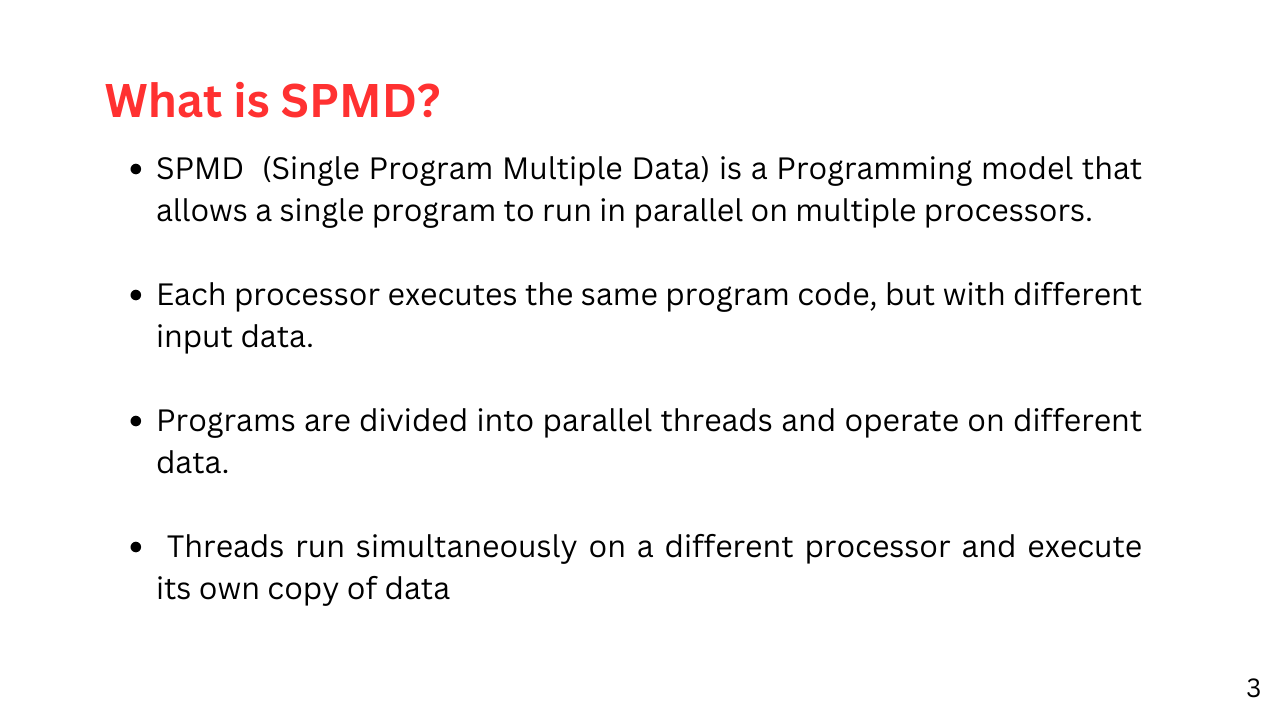 What is SPMD?
• SPMD  (Single Program Multiple Data) is a Programming model that
allows a single program to run in parallel on multiple processors.
• Each processor executes the same program code, but with different
input data.
• Programs are divided into parallel threads and operate on different
data.
• Threads run simultaneously on a different processor and execute
its own copy of data
3